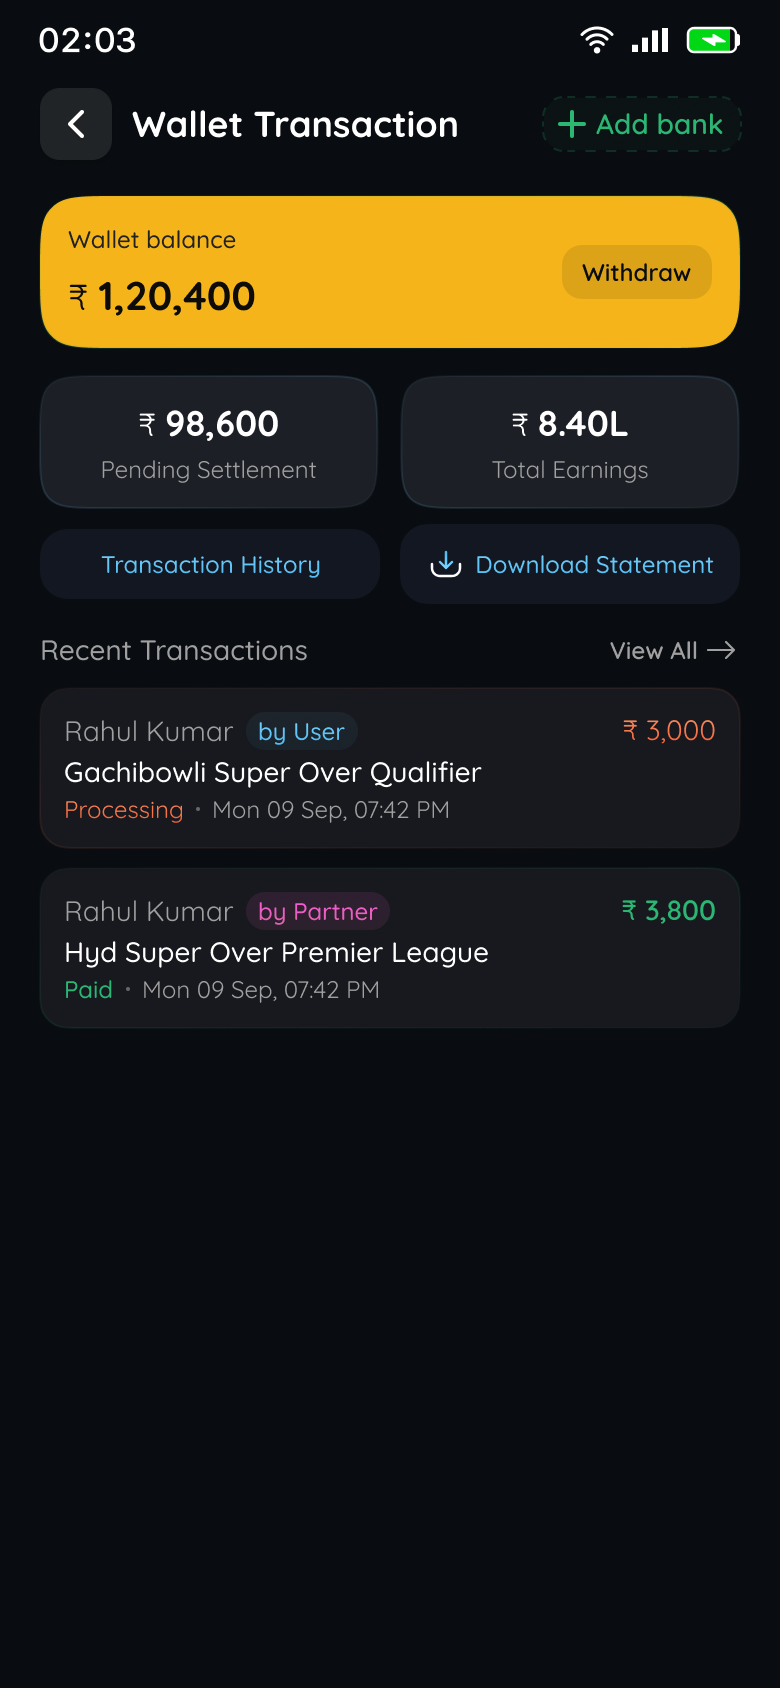 02:03
Wallet Transaction
Add bank
Wallet balance
₹ 1,20,400
Withdraw
₹ 98,600
Pending Settlement
₹ 8.40L
Total Earnings
Transaction History
Download Statement
Recent Transactions
View All
Rahul Kumar by User ₹ 3,000
Gachibowli Super Over Qualifier
Processing • Mon 09 Sep, 07:42 PM
Rahul Kumar by Partner ₹ 3,800
Hyd Super Over Premier League
Paid • Mon 09 Sep, 07:42 PM